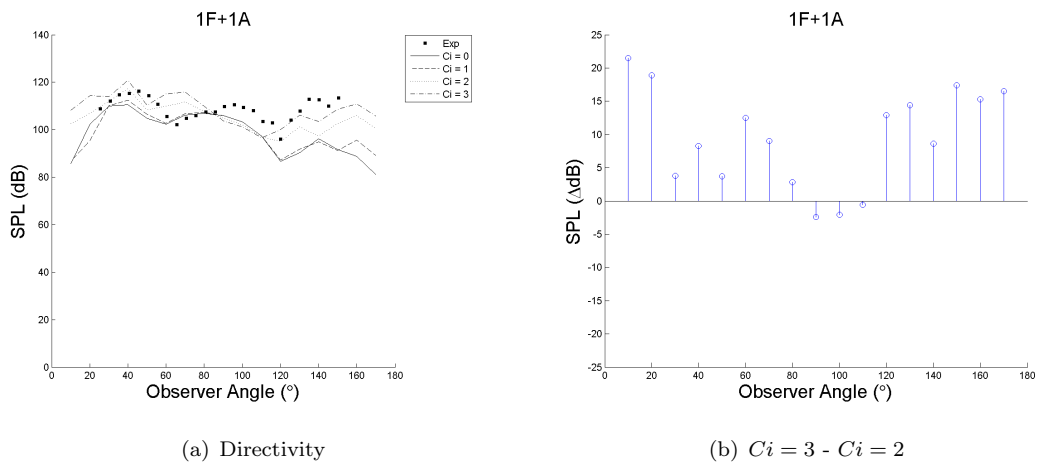 1F+1A
140
120
100
80
60
40
20
0
SPL (dB)
0 20 40 60 80 100 120 140 160 180
Observer Angle (°)
Exp
Ci = 0
Ci = 1
Ci = 2
Ci = 3
(a) Directivity
1F+1A
25
20
15
10
5
0
-5
-10
-15
-20
-25
SPL (ΔdB)
0 20 40 60 80 100 120 140 160 180
Observer Angle (°)
(b) Ci = 3 - Ci = 2